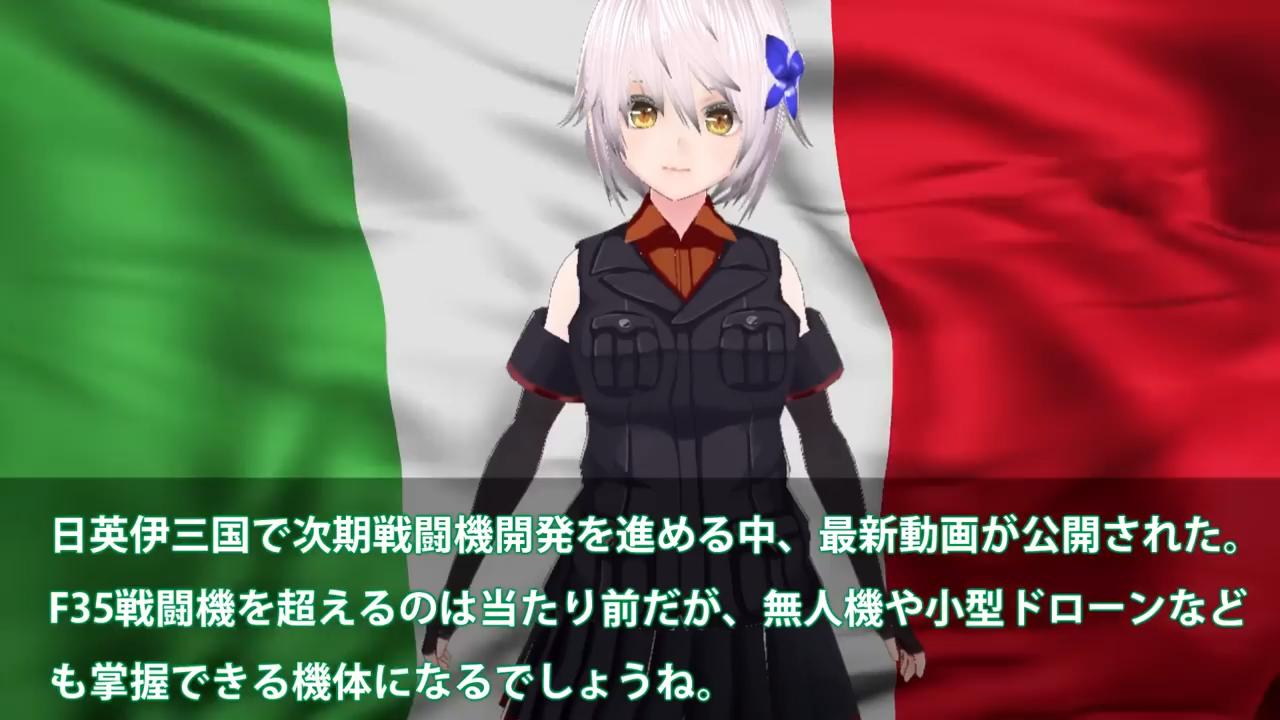 日英伊三国で次期戦闘機開発を進める中、最新動画が公開された。
F35戦闘機を超えるのは当たり前だが、無人機や小型ドローンなど
も掌握できる機体になるでしょうね。